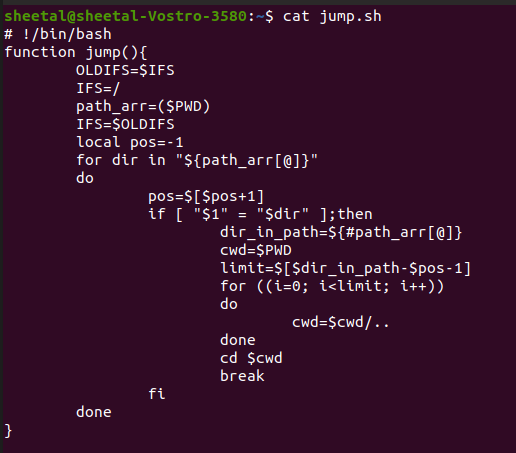 sheetal@sheetal-Vostro-3580:~$ cat jump.sh
# !/bin/bash
function jump(){
        OLDIFS=$IFS
        IFS=/
        path_arr=($PWD)
        IFS=$OLDIFS
        local pos=-1
        for dir in "${path_arr[@]}"
        do
                pos=$[$pos+1]
                if [ "$1" = "$dir" ];then
                        dir_in_path=${#path_arr[@]}
                        cwd=$PWD
                        limit=$[$dir_in_path-$pos-1]
                        for ((i=0; i<limit; i++))
                        do
                                cwd=$cwd/..
                        done
                        cd $cwd
                        break
                fi
        done
}